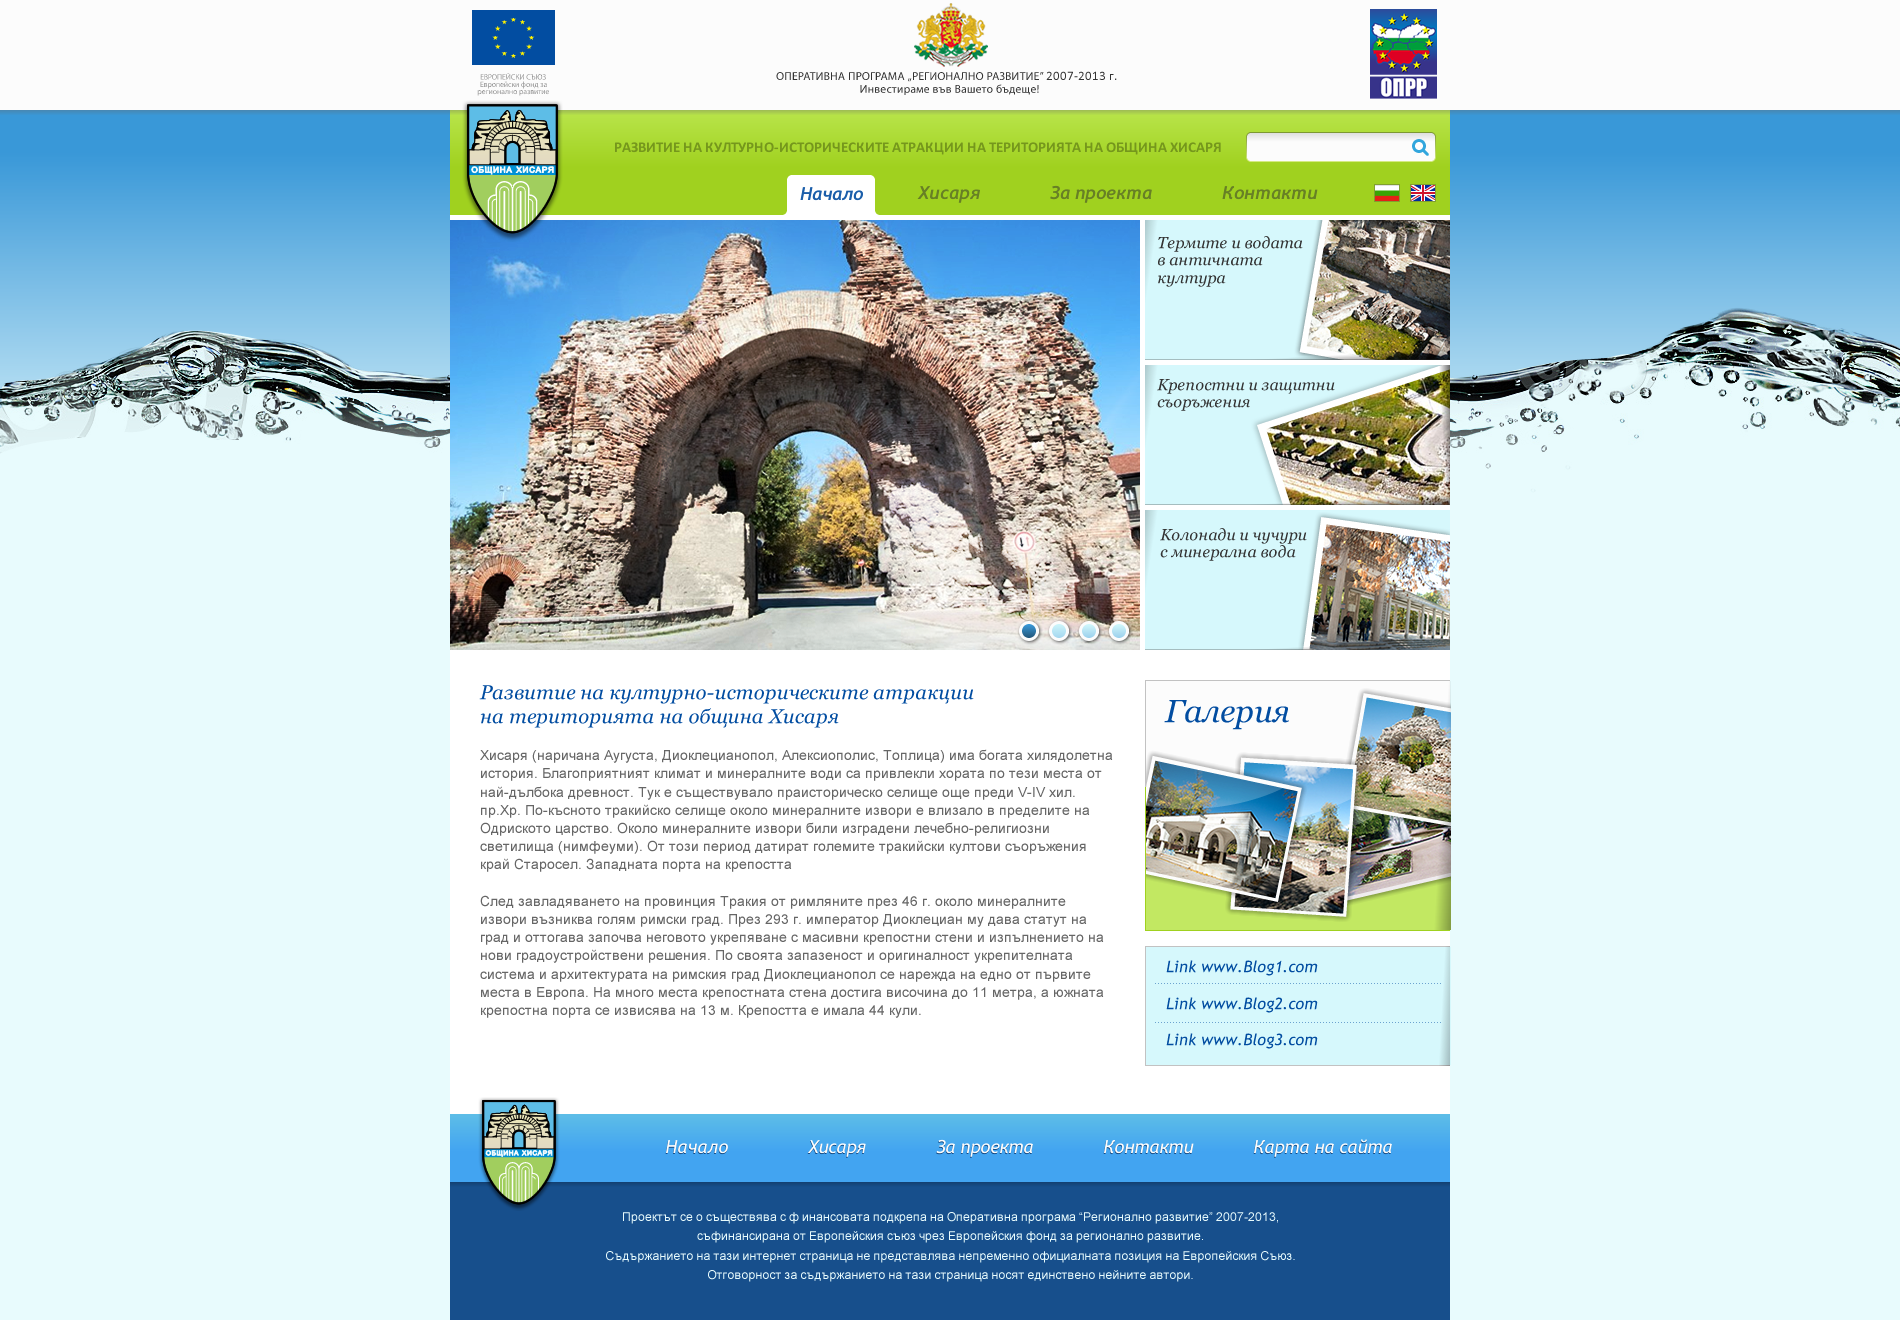 ЕВРОПЕЙСКИ СЪЮЗ
Европейски фонд за
регионално развитие
ОПЕРАТИВНА ПРОГРАМА „РЕГИОНАЛНО РАЗВИТИЕ” 2007-2013 г.
Инвестираме във Вашето бъдеще!
ОПРР
ОБЩИНА ХИСАРЯ
РАЗВИТИЕ НА КУЛТУРНО-ИСТОРИЧЕСКИТЕ АТРАКЦИИ НА ТЕРИТОРИЯТА НА ОБЩИНА ХИСАРЯ
Начало
Хисаря
За проекта
Контакти
Термите и водата
в античната
култура
Крепостни и защитни
съоръжения
Колонади и чучури
с минерална вода
Развитие на културно-историческите атракции
на територията на община Хисаря
Хисаря (наричана Аугуста, Диоклецианопол, Алексиополис, Топлица) има богата хилядолетна
история. Благоприятният климат и минералните води са привлекли хората по тези места от
най-дълбока древност. Тук е съществувало праисторическо селище още преди V-IV хил.
пр.Хр. По-късното тракийско селище около минералните извори е влизало в пределите на
Одриското царство. Около минералните извори били изградени лечебно-религиозни
светилища (нимфеуми). От този период датират големите тракийски култови съоръжения
край Старосел. Западната порта на крепостта
След завладяването на провинция Тракия от римляните през 46 г. около минералните
извори възниква голям римски град. През 293 г. император Диоклециан му дава статут на
град и оттогава започва неговото укрепяване с масивни крепостни стени и изпълнението на
нови градоустройствени решения. По своята запазеност и оригиналност укрепителната
система и архитектурата на римския град Диоклецианопол се нарежда на едно от първите
места в Европа. На много места крепостната стена достига височина до 11 метра, а южната
крепостна порта се извисява на 13 м. Крепостта е имала 44 кули.
Галерия
Link www.Blog1.com
Link www.Blog2.com
Link www.Blog3.com
ОБЩИНА ХИСАРЯ
Начало
Хисаря
За проекта
Контакти
Карта на сайта
Проектът се о съществява с ф инансовата подкрепа на Оперативна програма “Регионално развитие” 2007-2013,
съфинансирана от Европейския съюз чрез Европейския фонд за регионално развитие.
Съдържанието на тази интернет страница не представлява непременно официалната позиция на Европейския Съюз.
Отговорност за съдържанието на тази страница носят единствено нейните автори.